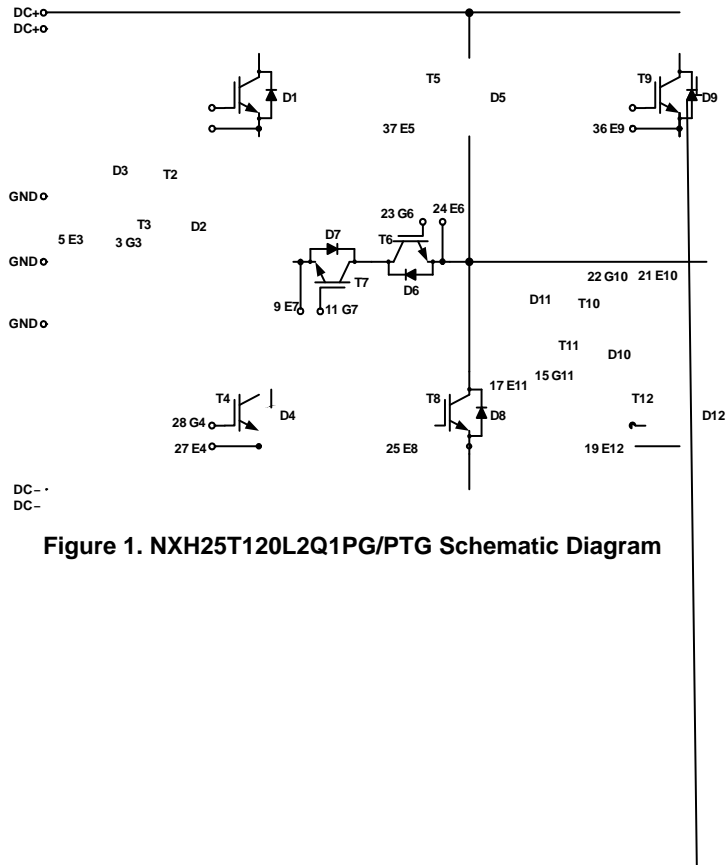 DC+
DC+
T5
T9
D1
D5
D9
37 E5
36 E9
D3
T2
GND
23 G6
24 E6
T3
D2
5 E3
3 G3
D7
T6
GND
22 G10
21 E10
T7
D6
D11
T10
9 E7
11 G7
GND
T11
D10
15 G11
17 E11
T4
T8
T12
D4
D8
D12
28 G4
27 E4
25 E8
19 E12
DC–
DC–
Figure 1. NXH25T120L2Q1PG/PTG Schematic Diagram